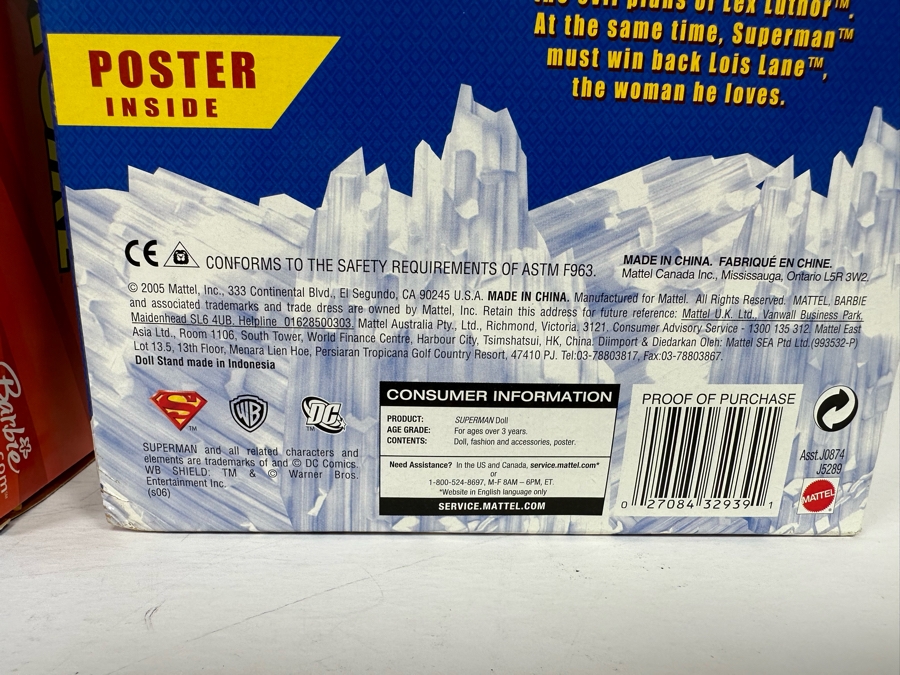 the evil plans of Lex Luthor™.
At the same time, Superman™
must win back Lois Lane™,
the woman he loves.
POSTER
INSIDE
CE CONFORMS TO THE SAFETY REQUIREMENTS OF ASTM F963.
MADE IN CHINA. FABRIQUÉ EN CHINE.
Mattel Canada Inc., Mississauga, Ontario L5R 3W2.
© 2005 Mattel, Inc., 333 Continental Blvd., El Segundo, CA 90245 U.S.A. MADE IN CHINA. Manufactured for Mattel. All Rights Reserved. MATTEL, BARBIE
and associated trademarks and trade dress are owned by Mattel, Inc. Retain this address for future reference: Mattel U.K. Ltd., Vanwall Business Park,
Maidenhead SL6 4UB. Helpline 01628500303. Mattel Australia Pty., Ltd., Richmond, Victoria. 3121. Consumer Advisory Service - 1300 135 312. Mattel East
Asia Ltd., Room 1106, South Tower, World Finance Centre, Harbour City, Tsimshatsui, HK, China. Diimport & Diedarkan Oleh: Mattel SEA Ptd Ltd.(993532-P)
Lot 13.5, 13th Floor, Menara Lien Hoe, Persiaran Tropicana Golf Country Resort, 47410 PJ. Tel:03-78803817, Fax:03-78803867.
Doll Stand made in Indonesia
S TM
WB
DC TM
SUPERMAN and all related characters and
elements are trademarks of and © DC Comics.
WB SHIELD: TM & © Warner Bros.
Entertainment Inc.
(s06)
CONSUMER INFORMATION
PRODUCT: SUPERMAN Doll
AGE GRADE: For ages over 3 years.
CONTENTS: Doll, fashion and accessories, poster.
Need Assistance? In the US and Canada, service.mattel.com*
or
1-800-524-8697, M-F 8AM – 6PM, ET.
*Website in English language only
SERVICE.MATTEL.COM
PROOF OF PURCHASE
0 27084 32939 1
Asst.J0874
J5289
MATTEL
Barbie
.com